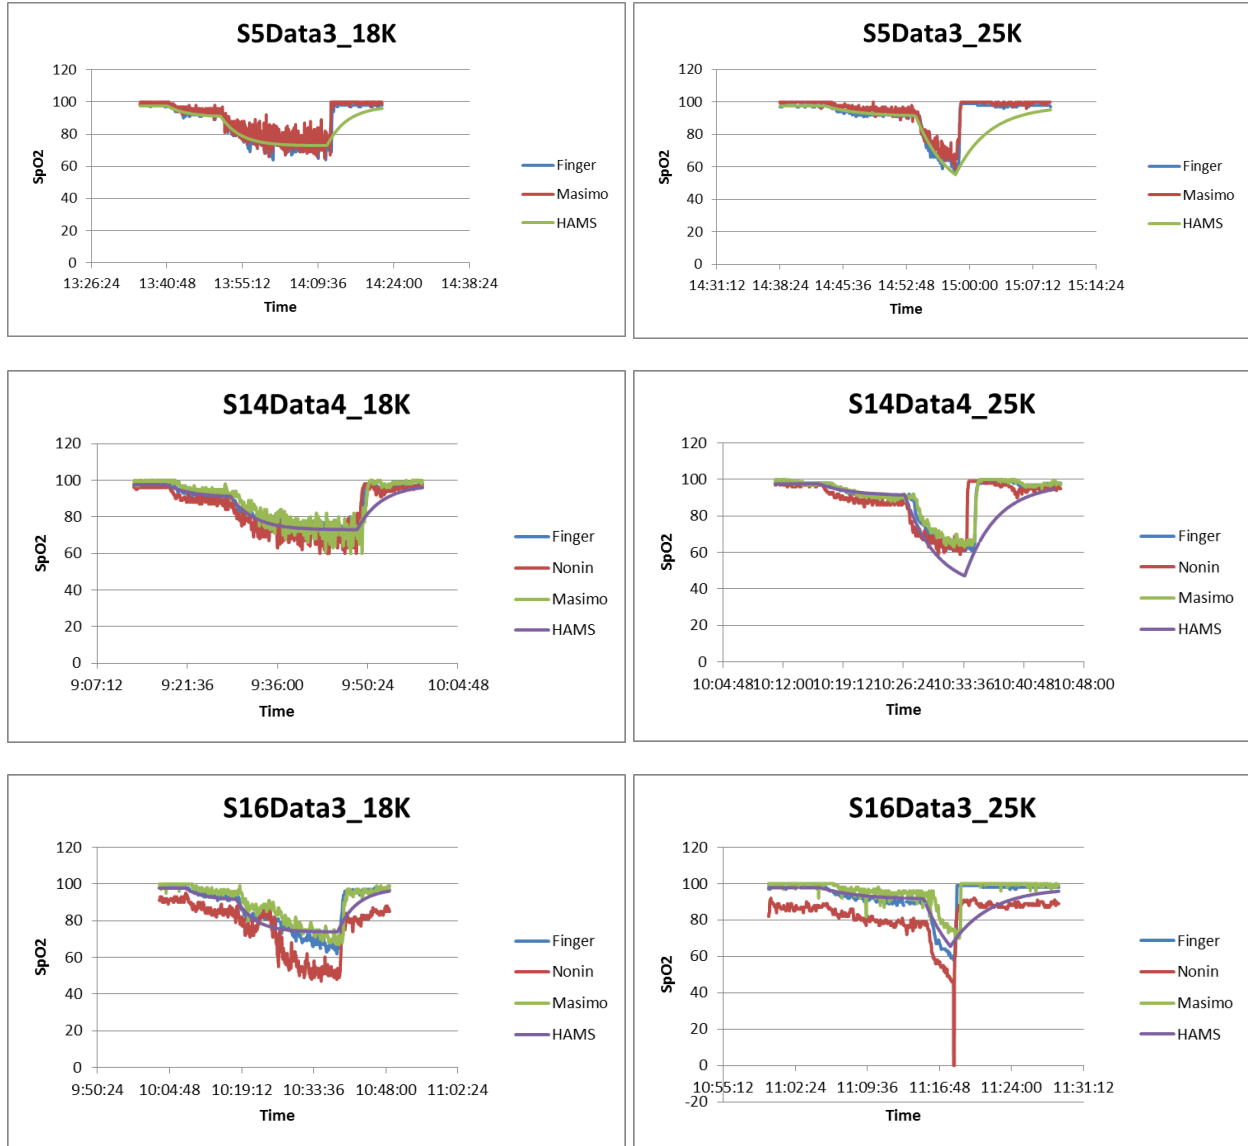 S5Data3_18K
120
100
80
60
40
20
0
SpO2
13:26:24 13:40:48 13:55:12 14:09:36 14:24:00 14:38:24
Time
Finger
Masimo
HAMS
S5Data3_25K
120
100
80
60
40
20
0
SpO2
14:31:12 14:38:24 14:45:36 14:52:48 15:00:00 15:07:12 15:14:24
Time
Finger
Masimo
HAMS
S14Data4_18K
120
100
80
60
40
20
0
SpO2
9:07:12 9:21:36 9:36:00 9:50:24 10:04:48
Time
Finger
Nonin
Masimo
HAMS
S14Data4_25K
120
100
80
60
40
20
0
SpO2
10:04:48 10:12:00 10:19:12 10:26:24 10:33:36 10:40:48 10:48:00
Time
Finger
Nonin
Masimo
HAMS
S16Data3_18K
120
100
80
60
40
20
0
SpO2
9:50:24 10:04:48 10:19:12 10:33:36 10:48:00 11:02:24
Time
Finger
Nonin
Masimo
HAMS
S16Data3_25K
120
100
80
60
40
20
0
-20
SpO2
10:55:12 11:02:24 11:09:36 11:16:48 11:24:00 11:31:12
Time
Finger
Nonin
Masimo
HAMS